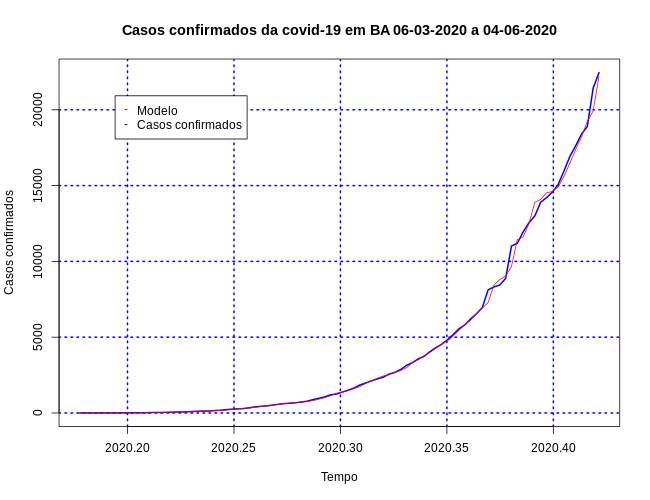 Casos confirmados da covid-19 em BA 06-03-2020 a 04-06-2020
Casos confirmados
20000
15000
10000
5000
0
Modelo
Casos confirmados
2020.20 2020.25 2020.30 2020.35 2020.40
Tempo